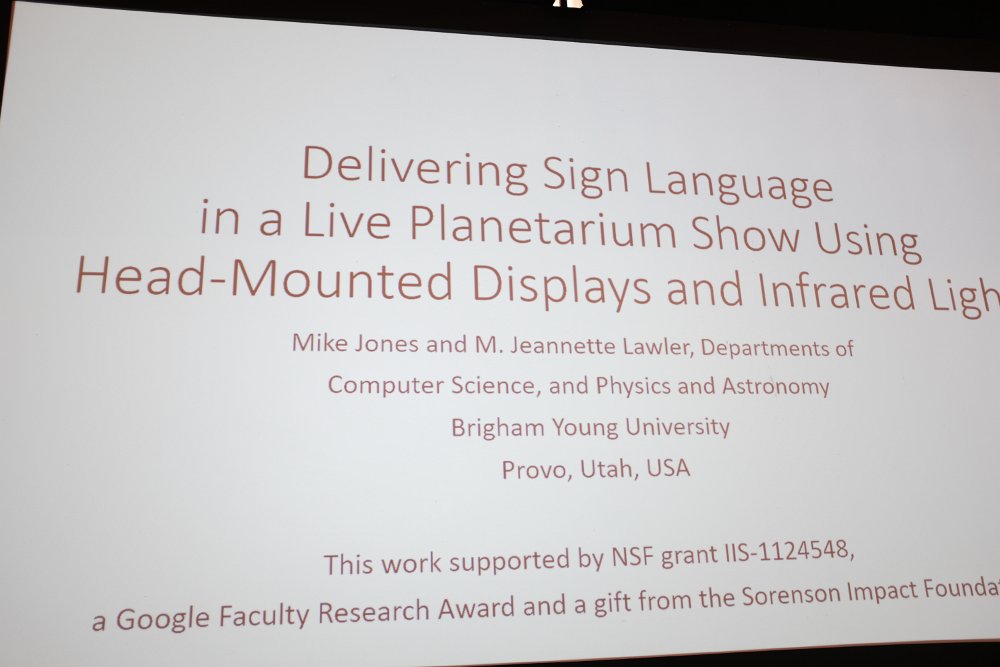 Delivering Sign Language
in a Live Planetarium Show Using
Head-Mounted Displays and Infrared Ligh
Mike Jones and M. Jeannette Lawler, Departments of
Computer Science, and Physics and Astronomy
Brigham Young University
Provo, Utah, USA
This work supported by NSF grant IIS-1124548,
a Google Faculty Research Award and a gift from the Sorenson Impact Foundat